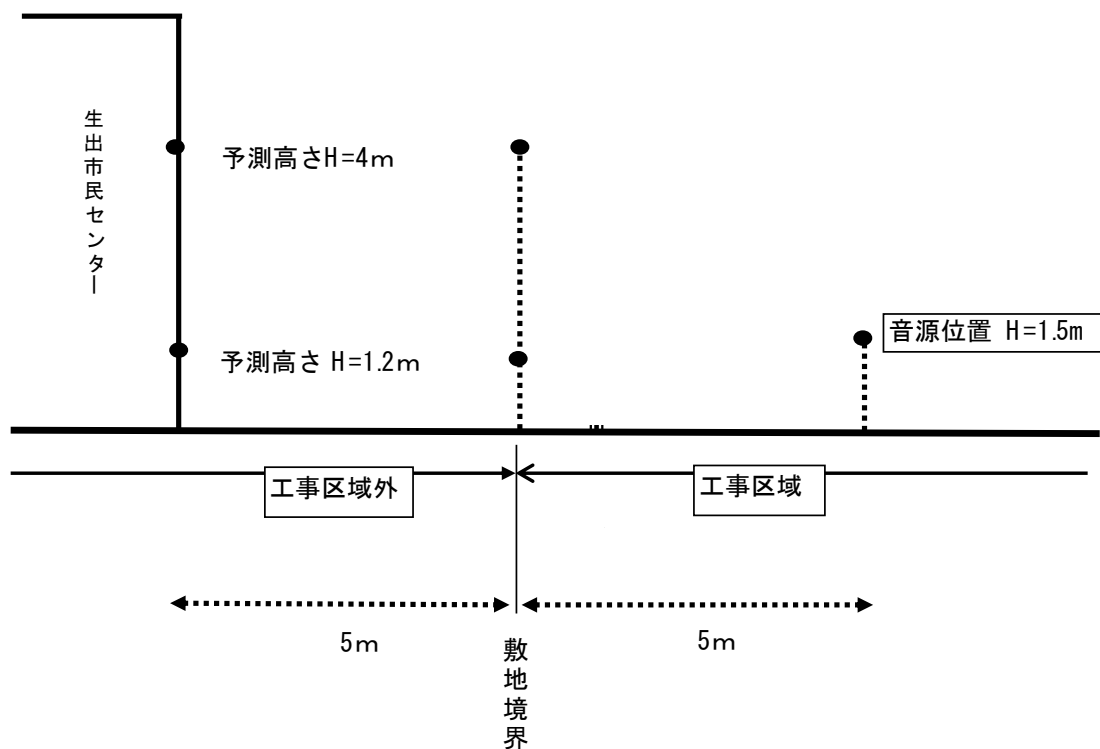 生出市民センター
予測高さH=4m
予測高さ H=1.2m
音源位置 H=1.5m
工事区域外
工事区域
5m
5m
敷地境界